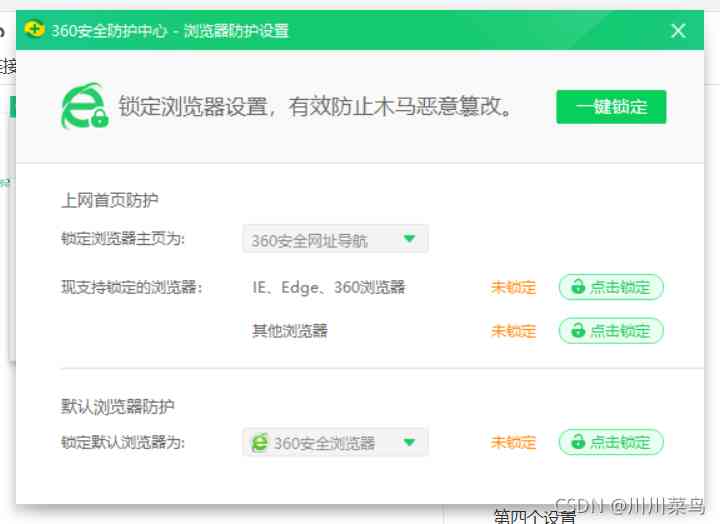 360安全防护中心 - 浏览器防护设置
锁定浏览器设置，有效防止木马恶意篡改。
一键锁定
上网首页防护
锁定浏览器主页为:
360安全网址导航
现支持锁定的浏览器:
IE、Edge、360浏览器
未锁定
点击锁定
其他浏览器
未锁定
点击锁定
默认浏览器防护
锁定默认浏览器为:
360安全浏览器
未锁定
点击锁定
第四个设置
CSDN @川川菜鸟